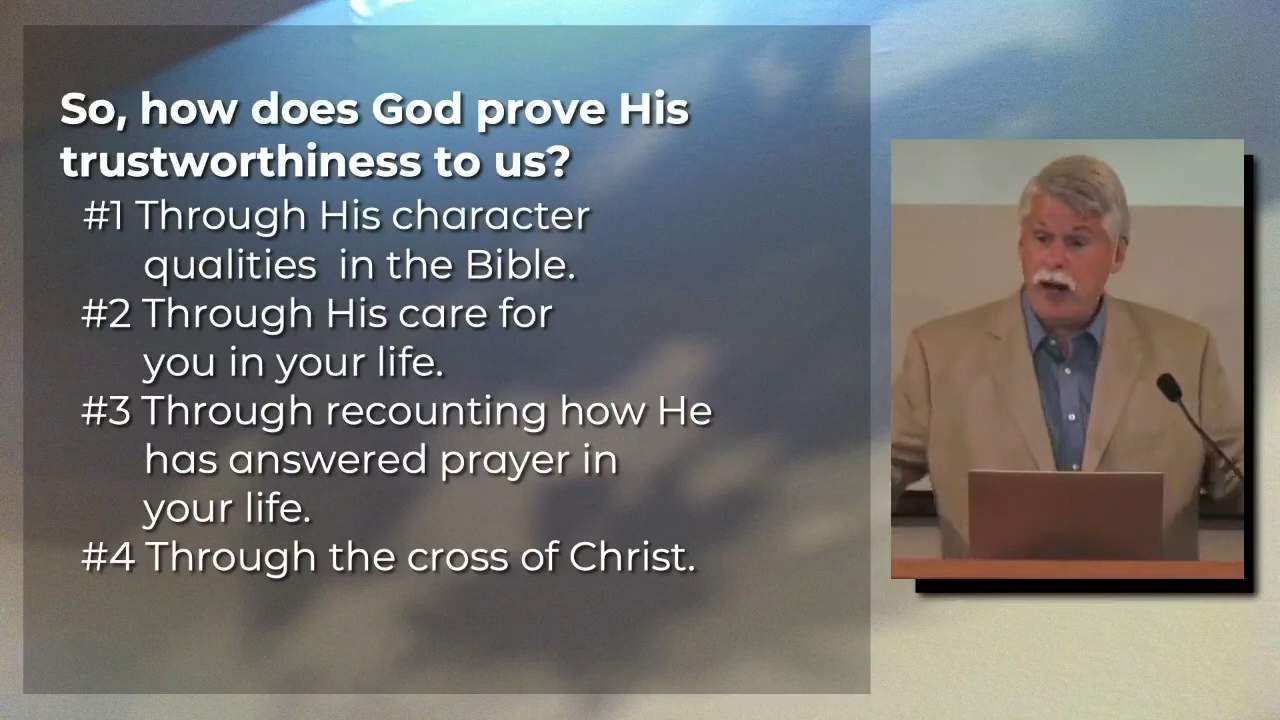 So, how does God prove His
trustworthiness to us?
#1 Through His character
qualities in the Bible.
#2 Through His care for
you in your life.
#3 Through recounting how He
has answered prayer in
your life.
#4 Through the cross of Christ.